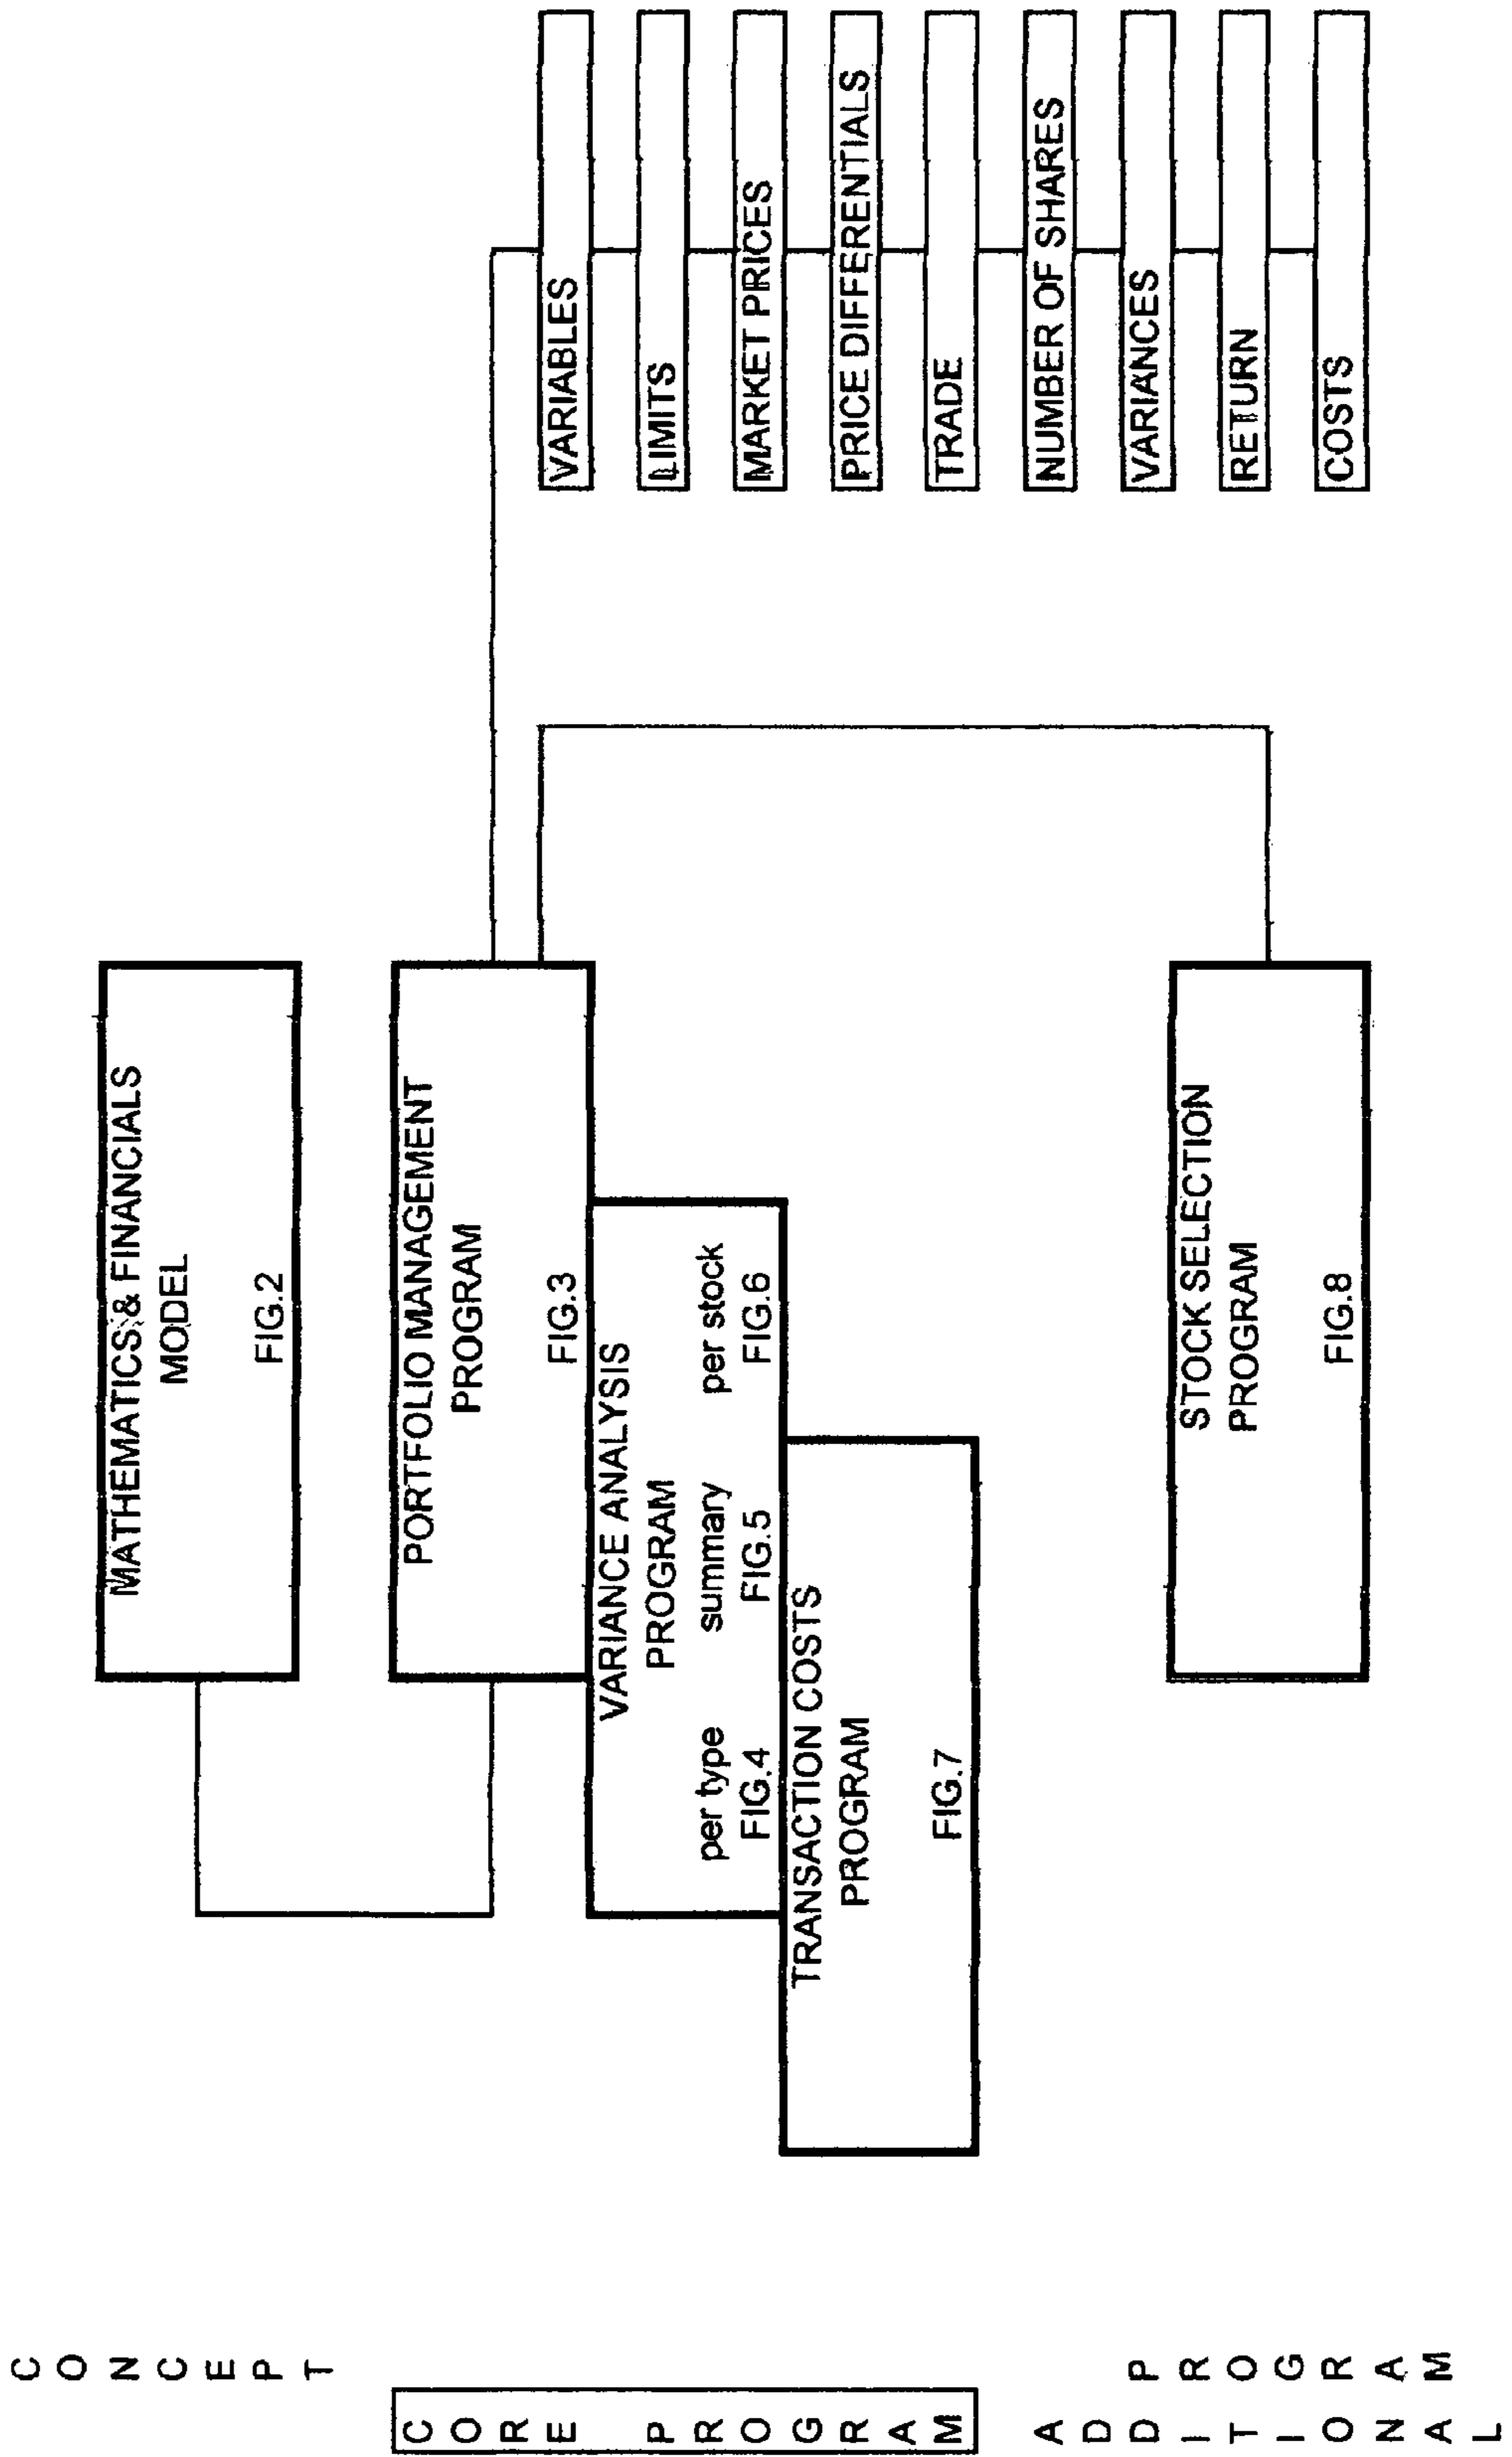 CONCEPT
MATHEMATICS & FINANCIALS
MODEL
FIG.2
CORE PROGRAM
PORTFOLIO MANAGEMENT
PROGRAM
FIG.3
VARIANCE ANALYSIS
PROGRAM
per type summary per stock
FIG.4 FIG.5 FIG.6
TRANSACTION COSTS
PROGRAM
FIG.7
ADDITIONAL
PROGRAM
STOCK SELECTION
PROGRAM
FIG.8
VARIABLES
LIMITS
MARKET PRICES
PRICE DIFFERENTIALS
TRADE
NUMBER OF SHARES
VARIANCES
RETURN
COSTS